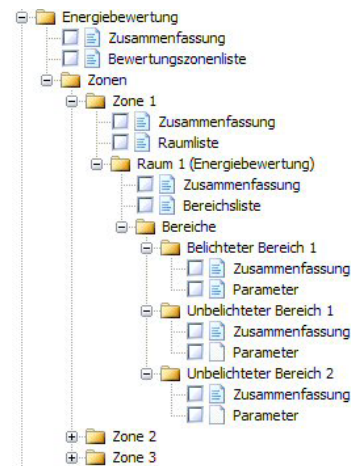 Energiebewertung
Zusammenfassung
Bewertungszonenliste
Zonen
Zone 1
Zusammenfassung
Raumliste
Raum 1 (Energiebewertung)
Zusammenfassung
Bereichsliste
Bereiche
Belichteter Bereich 1
Zusammenfassung
Parameter
Unbelichteter Bereich 1
Zusammenfassung
Parameter
Unbelichteter Bereich 2
Zusammenfassung
Parameter
Zone 2
Zone 3